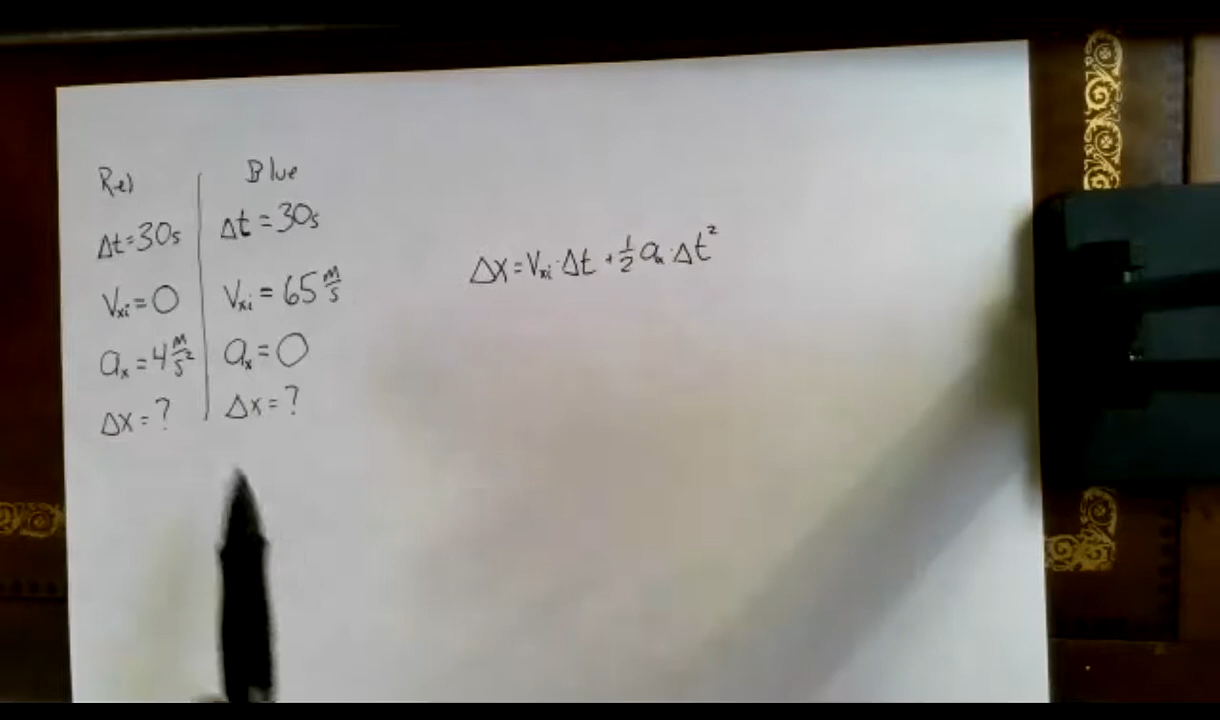 Red
Δt=30s
Vxi=0
ax=4 m/s²
Δx=?
Blue
Δt=30s
Vxi=65 m/s
ax=0
Δx=?
Δx=Vxi·Δt+½ax·Δt²